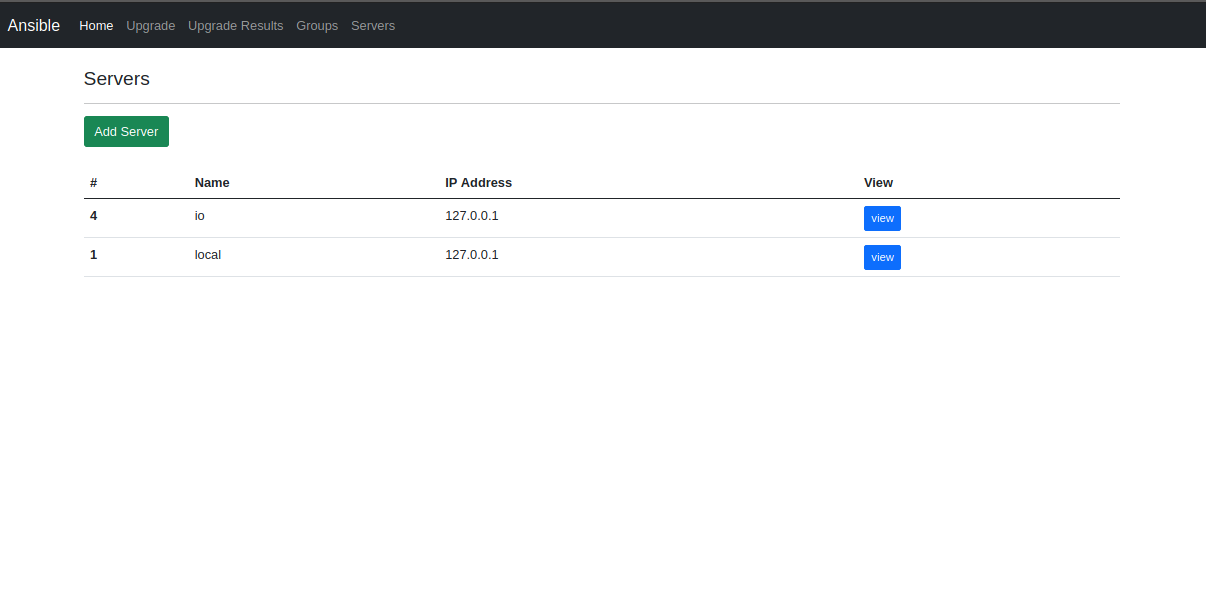 Ansible Home Upgrade Upgrade Results Groups Servers
Servers
Add Server
# Name IP Address View
4 io 127.0.0.1 view
1 local 127.0.0.1 view